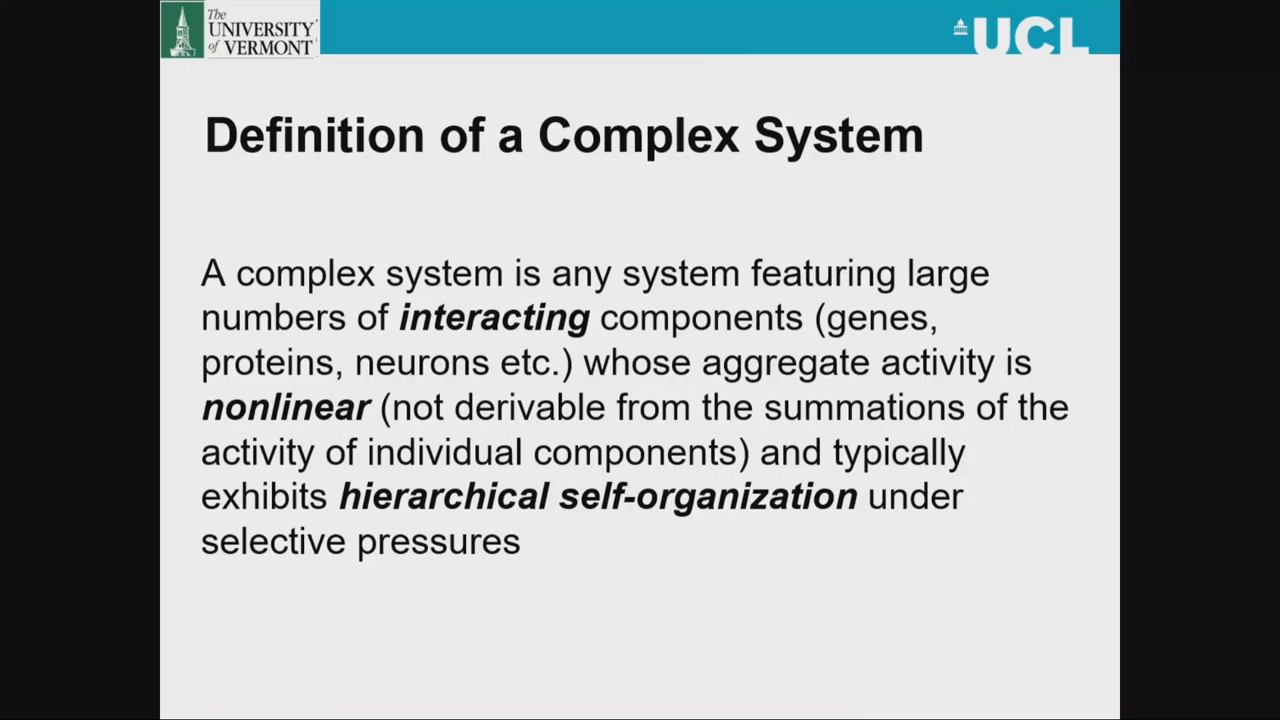 The
UNIVERSITY
of VERMONT
UCL
Definition of a Complex System
A complex system is any system featuring large
numbers of interacting components (genes,
proteins, neurons etc.) whose aggregate activity is
nonlinear (not derivable from the summations of the
activity of individual components) and typically
exhibits hierarchical self-organization under
selective pressures